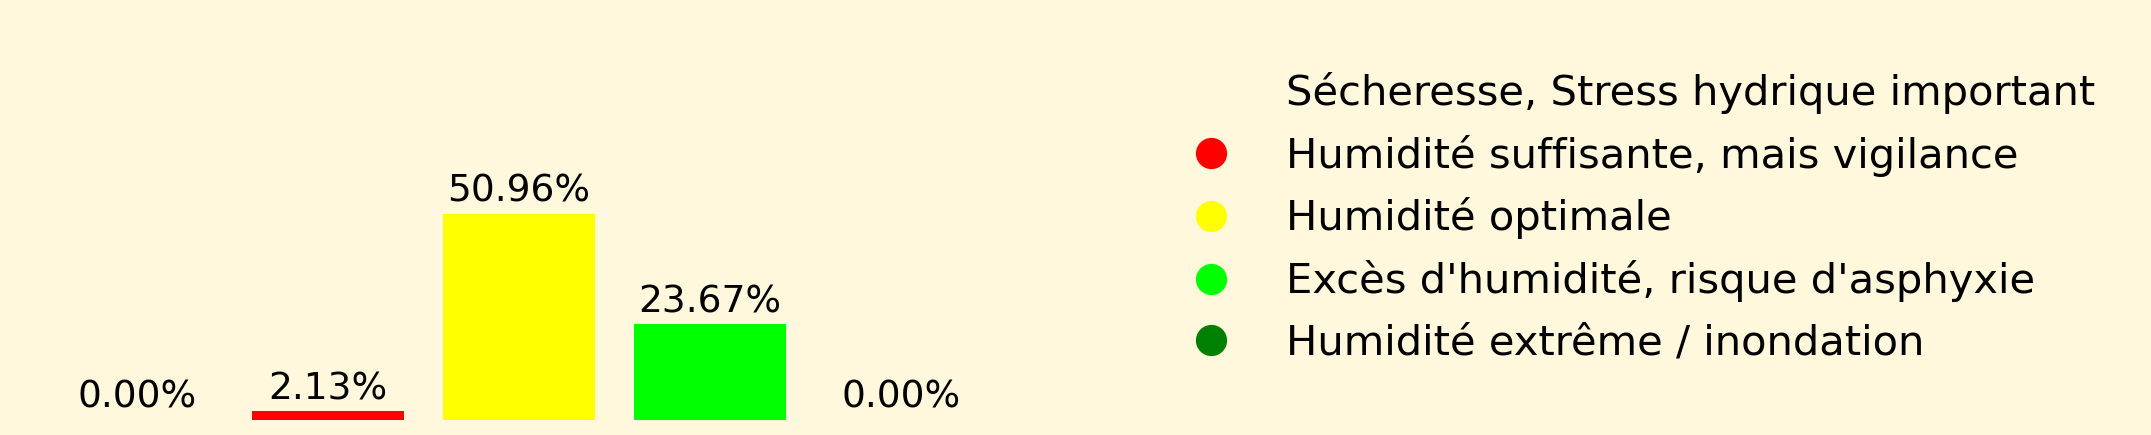 0.00%
2.13%
50.96%
23.67%
0.00%
Sécheresse, Stress hydrique important
Humidité suffisante, mais vigilance
Humidité optimale
Excès d'humidité, risque d'asphyxie
Humidité extrême / inondation